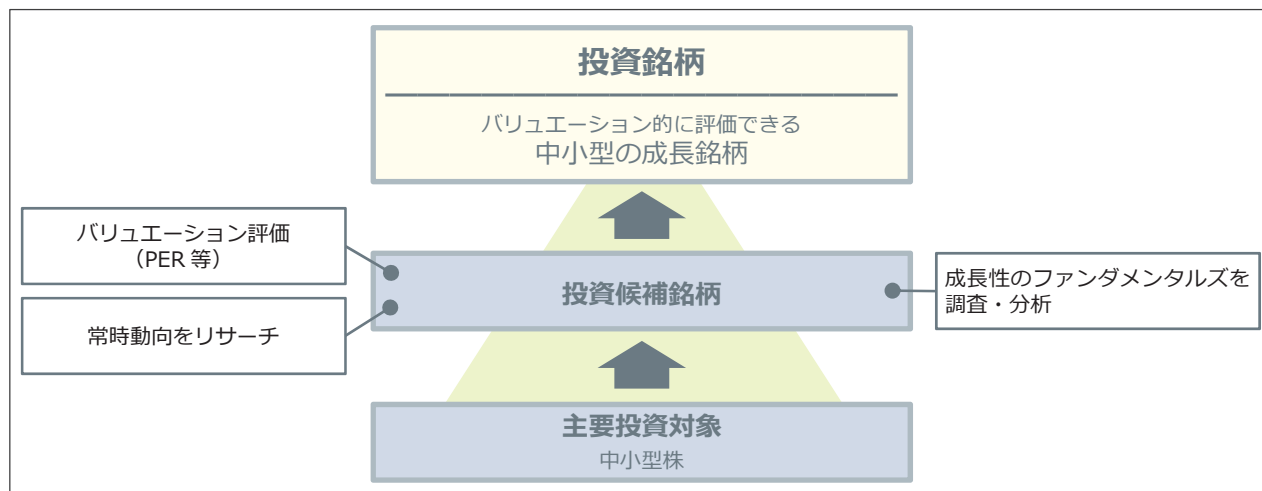 投資銘柄
バリュエーション的に評価できる
中小型の成長銘柄
バリュエーション評価
（PER 等）
常時動向をリサーチ
投資候補銘柄
成長性のファンダメンタルズを
調査・分析
主要投資対象
中小型株